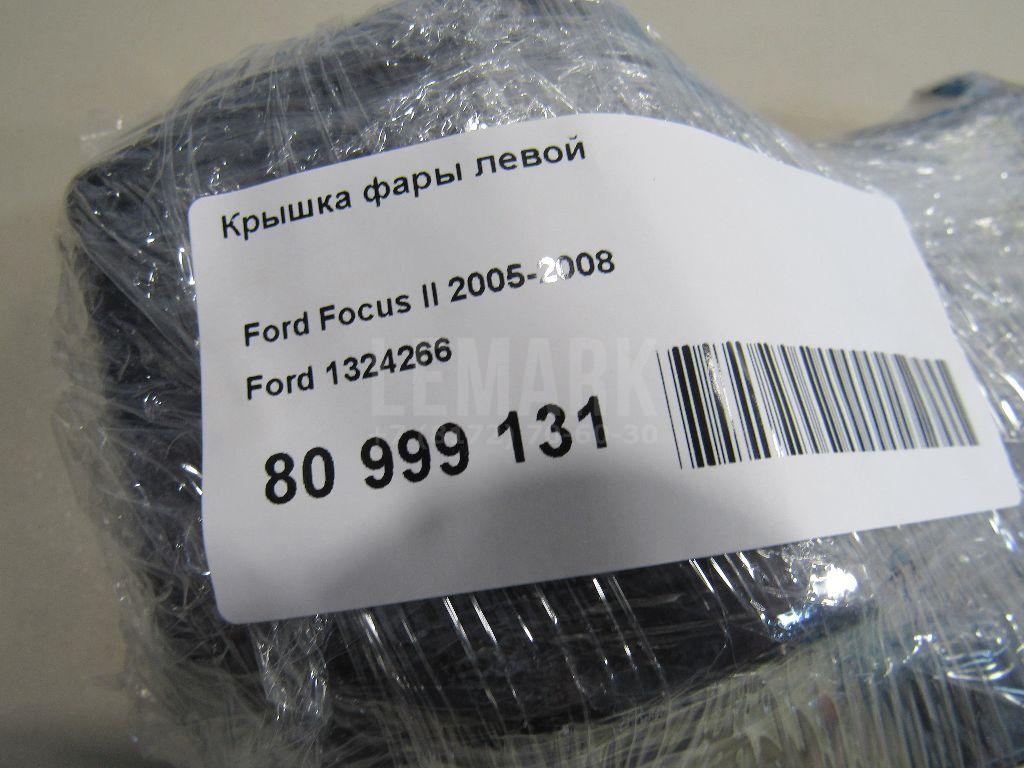 Крышка фары левой
Ford Focus II 2005-2008
Ford 1324266
LEMARK
80 999 131